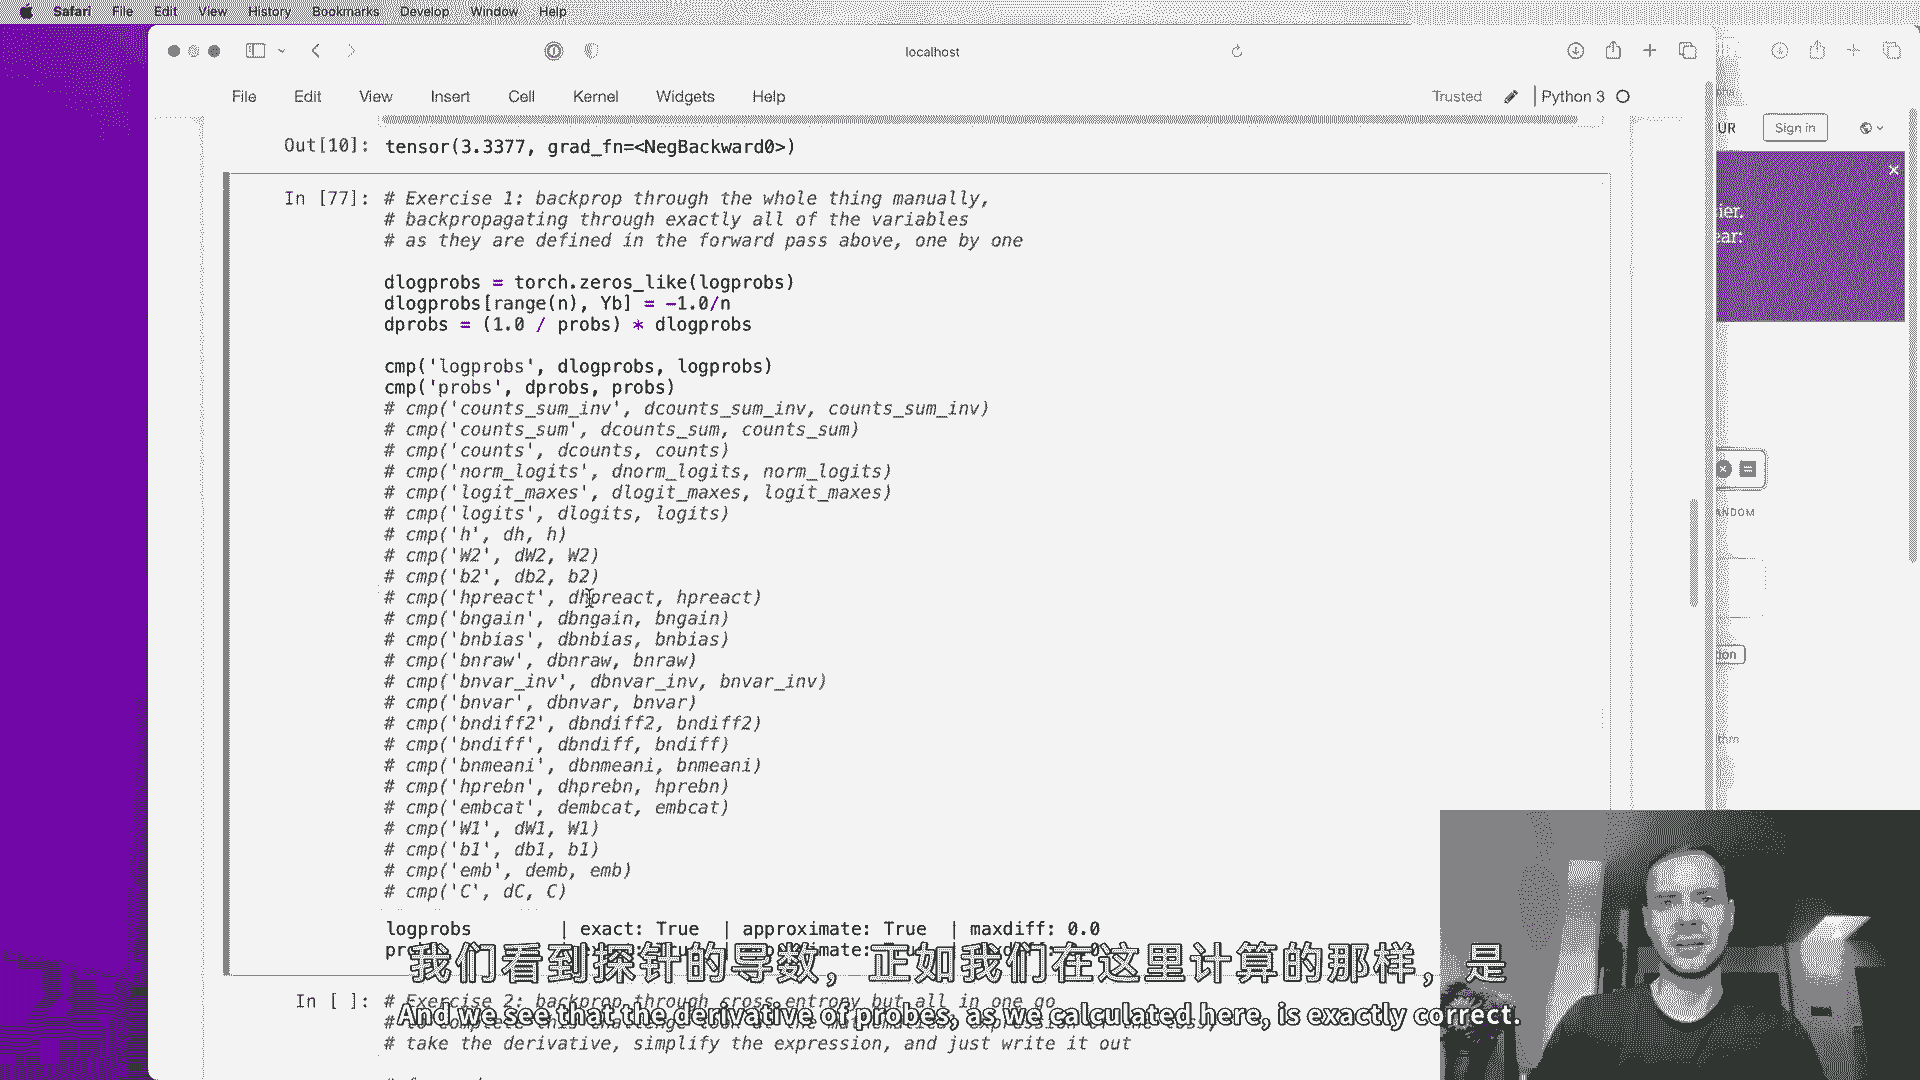 Safari File Edit View History Bookmarks Develop Window Help
localhost
File Edit View Insert Cell Kernel Widgets Help
Trusted Python 3
UR Sign in
Out[10]: tensor(3.3377, grad_fn=<NegBackward0>)
In [77]: # Exercise 1: backprop through the whole thing manually,
# backpropagating through exactly all of the variables
# as they are defined in the forward pass above, one by one
dlogprobs = torch.zeros_like(logprobs)
dlogprobs[range(n), Yb] = -1.0/n
dprobs = (1.0 / probs) * dlogprobs
cmp('logprobs', dlogprobs, logprobs)
cmp('probs', dprobs, probs)
# cmp('counts_sum_inv', dcounts_sum_inv, counts_sum_inv)
# cmp('counts_sum', dcounts_sum, counts_sum)
# cmp('counts', dcounts, counts)
# cmp('norm_logits', dnorm_logits, norm_logits)
# cmp('logit_maxes', dlogit_maxes, logit_maxes)
# cmp('logits', dlogits, logits)
# cmp('h', dh, h)
# cmp('W2', dW2, W2)
# cmp('b2', db2, b2)
# cmp('hpreact', dhpreact, hpreact)
# cmp('bngain', dbngain, bngain)
# cmp('bnbias', dbnbias, bnbias)
# cmp('bnraw', dbnraw, bnraw)
# cmp('bnvar_inv', dbnvar_inv, bnvar_inv)
# cmp('bnvar', dbnvar, bnvar)
# cmp('bndiff2', dbndiff2, bndiff2)
# cmp('bndiff', dbndiff, bndiff)
# cmp('bnmeani', dbnmeani, bnmeani)
# cmp('hprebn', dhprebn, hprebn)
# cmp('embcat', dembcat, embcat)
# cmp('W1', dW1, W1)
# cmp('b1', db1, b1)
# cmp('emb', demb, emb)
# cmp('C', dC, C)
logprobs | exact: True | approximate: True | maxdiff: 0.0
我们看到探针的导数，正如我们在这里计算的那样，是
In [ ]: # Exercise 2: backprop through cross_entropy but all in one go
And we see that the derivative of probes, as we calculated here, is exactly correct.
# take the derivative, simplify the expression, and just write it out